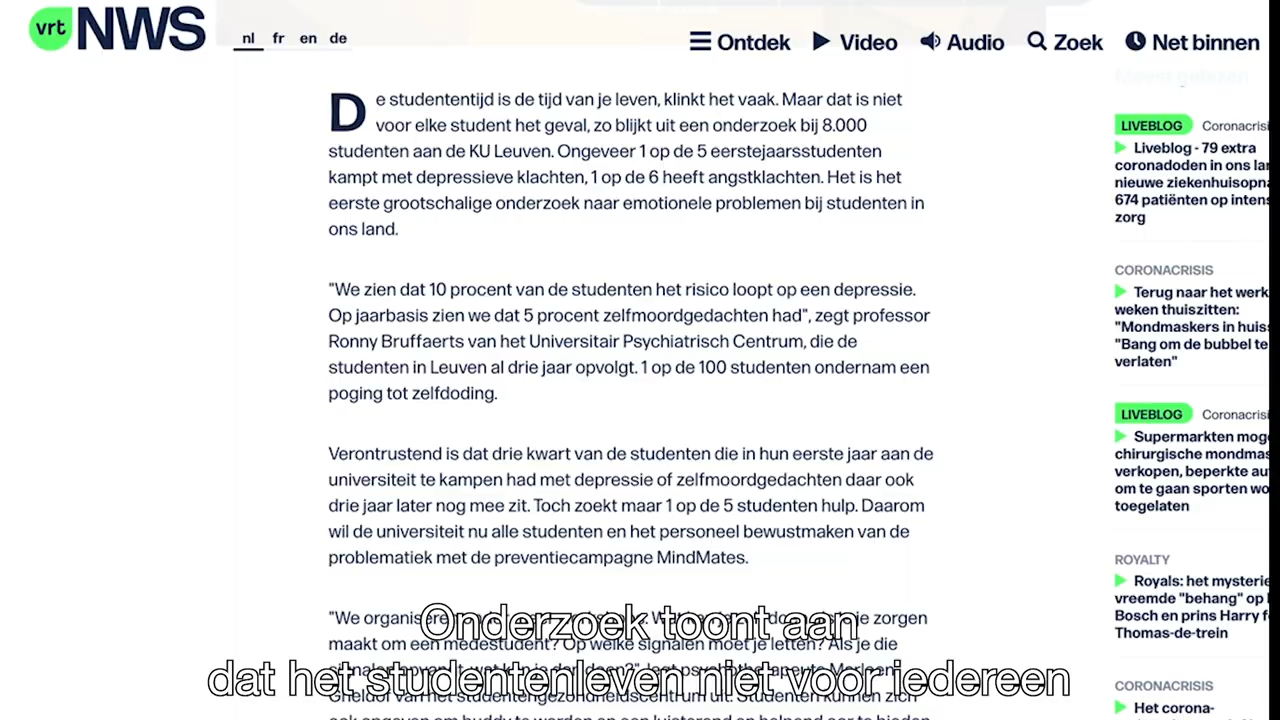 vrt NWS
nl fr en de
Ontdek Video Audio Zoek Net binnen
De studententijd is de tijd van je leven, klinkt het vaak. Maar dat is niet
voor elke student het geval, zo blijkt uit een onderzoek bij 8.000
studenten aan de KU Leuven. Ongeveer 1 op de 5 eerstejaarsstudenten
kampt met depressieve klachten, 1 op de 6 heeft angstklachten. Het is het
eerste grootschalige onderzoek naar emotionele problemen bij studenten in
ons land.
"We zien dat 10 procent van de studenten het risico loopt op een depressie.
Op jaarbasis zien we dat 5 procent zelfmoordgedachten had", zegt professor
Ronny Bruffaerts van het Universitair Psychiatrisch Centrum, die de
studenten in Leuven al drie jaar opvolgt. 1 op de 100 studenten ondernam een
poging tot zelfdoding.
Verontrustend is dat drie kwart van de studenten die in hun eerste jaar aan de
universiteit te kampen had met depressie of zelfmoordgedachten daar ook
drie jaar later nog mee zit. Toch zoekt maar 1 op de 5 studenten hulp. Daarom
wil de universiteit nu alle studenten en het personeel bewustmaken van de
problematiek met de preventiecampagne MindMates.
"We je zorgen
maakt om een medestudent? Op welke signalen moet je letten? Als je die
Meest gelezen
LIVEBLOG Coronacrisi
Liveblog - 79 extra
coronadoden in ons la
nieuwe ziekenhuisopna
674 patiënten op intens
zorg
CORONACRISIS
Terug naar het werk
weken thuiszitten:
"Mondmaskers in huis
"Bang om de bubbel te
verlaten"
LIVEBLOG Coronacrisi
Supermarkten mog
chirurgische mondmas
verkopen, beperkte au
om te gaan sporten wo
toegelaten
ROYALTY
Royals: het mysterie
vreemde "behang" op
Bosch en prins Harry f
Thomas-de-trein
CORONACRISIS
Het corona-
Onderzoek toont aan
dat het studentenleven niet voor iedereen